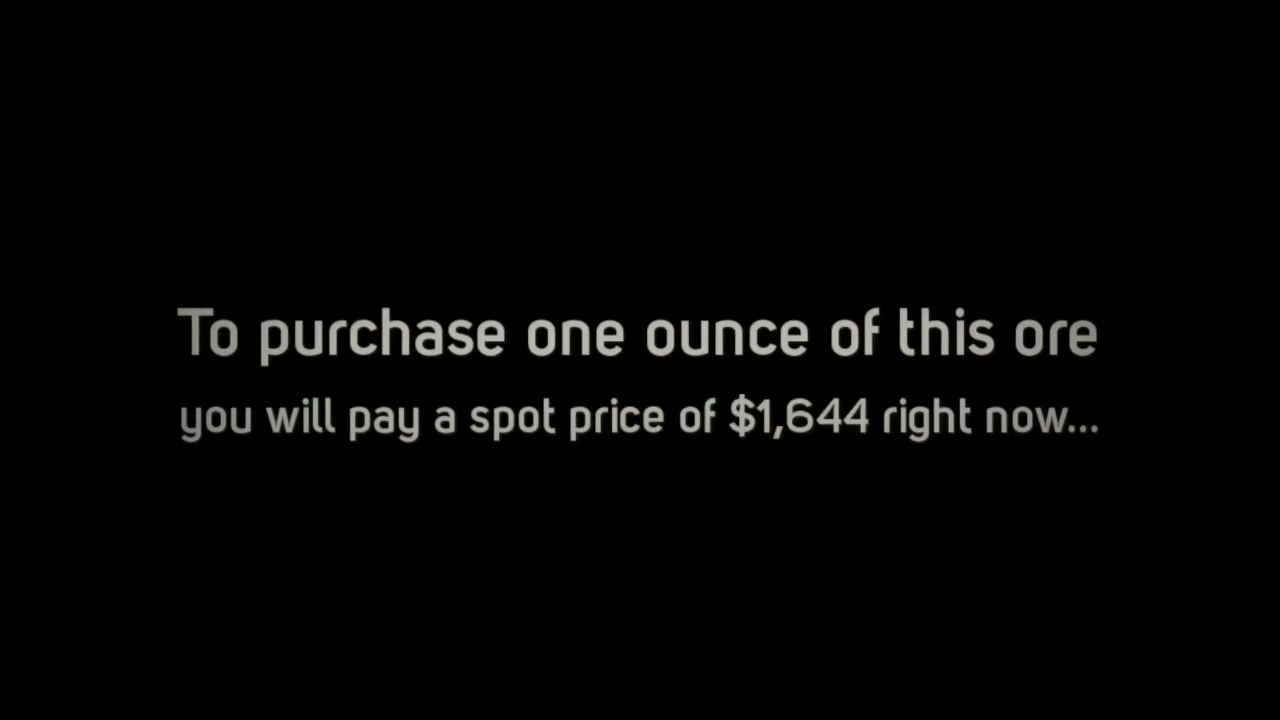 To purchase one ounce of this ore
you will pay a spot price of $1,644 right now...